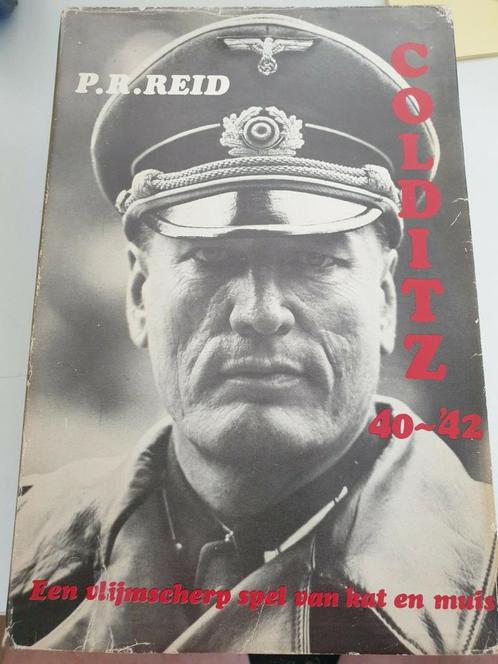 P.R.REID
COLDITZ
40~'42
Een vlijmscherp spel van kat en muis